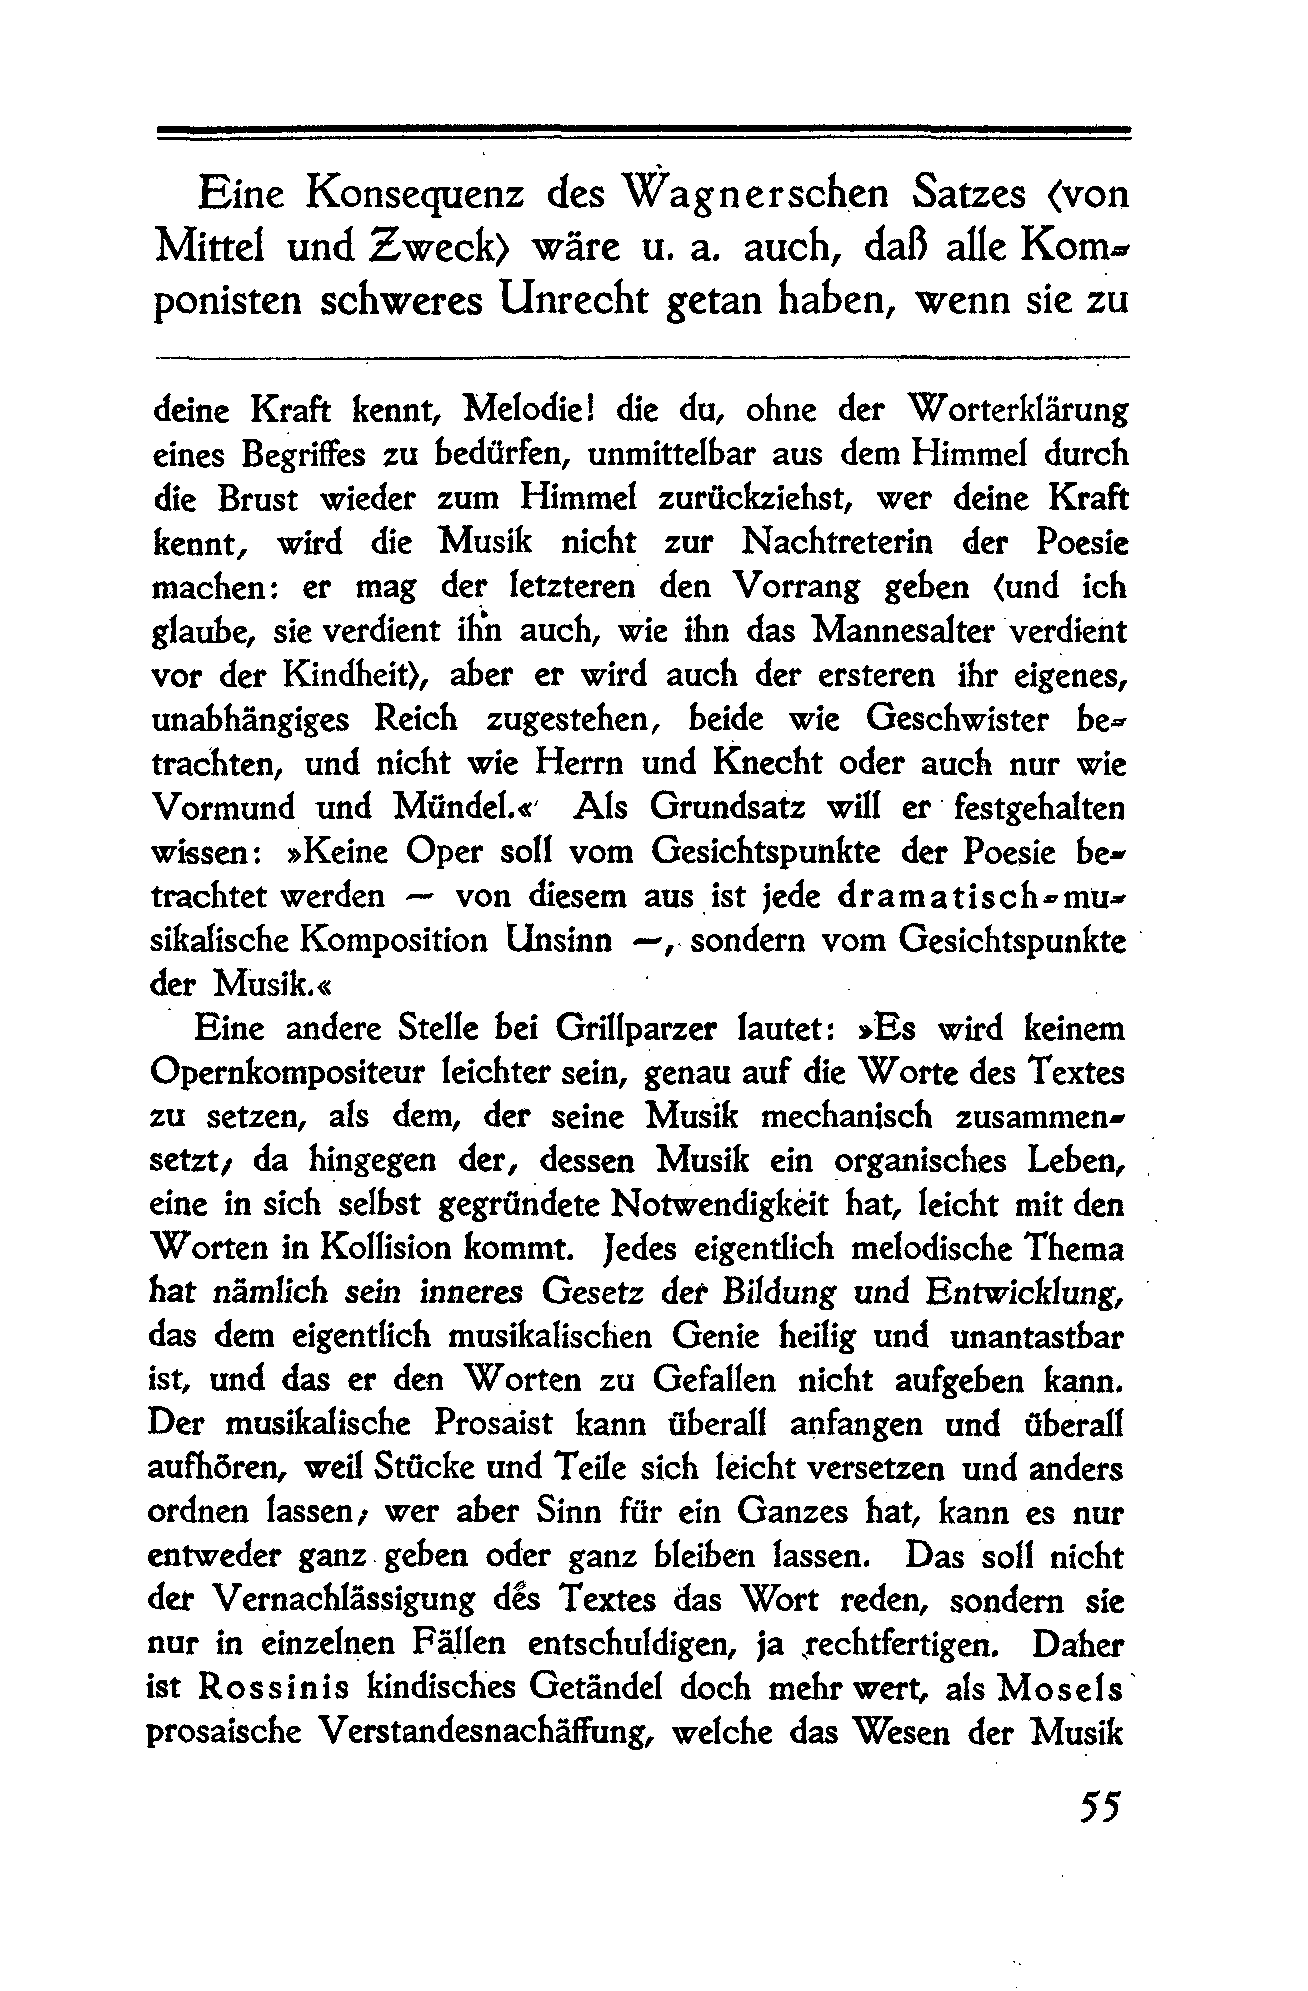 Eine Konsequenz des Wagnerschen Satzes (von
Mittel und Zweck) wäre u. a. auch, daß alle Kom-
ponisten schweres Unrecht getan haben, wenn sie zu
deine Kraft kennt, Melodie! die du, ohne der Worterklärung
eines Begriffes zu bedürfen, unmittelbar aus dem Himmel durch
die Brust wieder zum Himmel zurückziehst, wer deine Kraft
kennt, wird die Musik nicht zur Nachtreterin der Poesie
machen: er mag der letzteren den Vorrang geben (und ich
glaube, sie verdient ihn auch, wie ihn das Mannesalter verdient
vor der Kindheit), aber er wird auch der ersteren ihr eigenes,
unabhängiges Reich zugestehen, beide wie Geschwister be-
trachten, und nicht wie Herrn und Knecht oder auch nur wie
Vormund und Mündel.« Als Grundsatz will er festgehalten
wissen: »Keine Oper soll vom Gesichtspunkte der Poesie be-
trachtet werden — von diesem aus ist jede dramatisch-mu-
sikalische Komposition Unsinn —, sondern vom Gesichtspunkte
der Musik.«
Eine andere Stelle bei Grillparzer lautet: »Es wird keinem
Opernkompositeur leichter sein, genau auf die Worte des Textes
zu setzen, als dem, der seine Musik mechanisch zusammen-
setzt; da hingegen der, dessen Musik ein organisches Leben,
eine in sich selbst gegründete Notwendigkeit hat, leicht mit den
Worten in Kollision kommt. Jedes eigentlich melodische Thema
hat nämlich sein inneres Gesetz der Bildung und Entwicklung,
das dem eigentlich musikalischen Genie heilig und unantastbar
ist, und das er den Worten zu Gefallen nicht aufgeben kann.
Der musikalische Prosaist kann überall anfangen und überall
aufhören, weil Stücke und Teile sich leicht versetzen und anders
ordnen lassen; wer aber Sinn für ein Ganzes hat, kann es nur
entweder ganz geben oder ganz bleiben lassen. Das soll nicht
der Vernachlässigung des Textes das Wort reden, sondern sie
nur in einzelnen Fällen entschuldigen, ja rechtfertigen. Daher
ist Rossinis kindisches Getändel doch mehr wert, als Mosels
prosaische Verstandesnachäffung, welche das Wesen der Musik
55